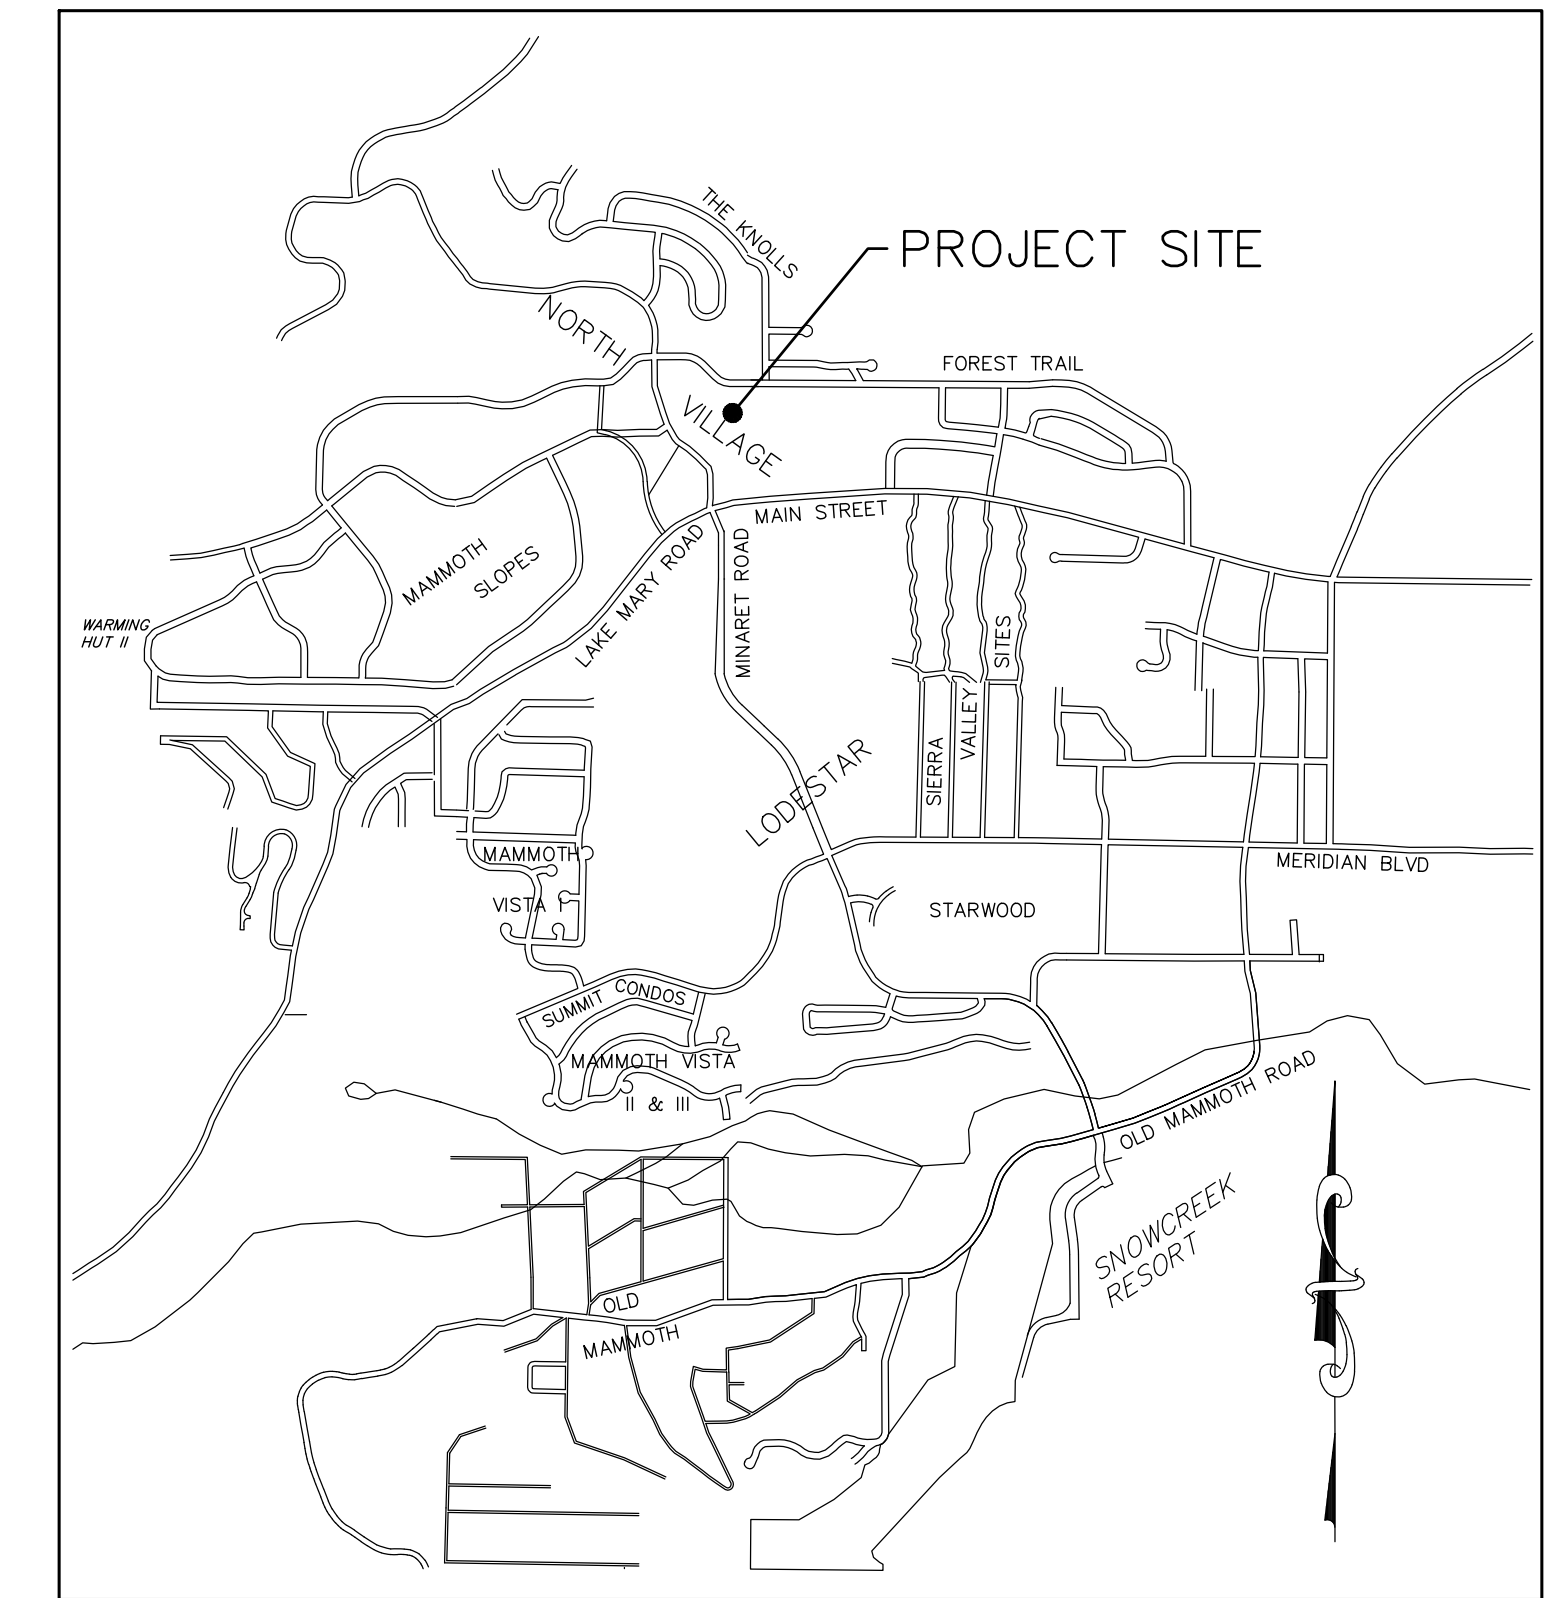 THE KNOLLS
PROJECT SITE
NORTH
VILLAGE
FOREST TRAIL
MAIN STREET
MAMMOTH
SLOPES
LAKE MARY ROAD
MINARET ROAD
WARMING
HUT II
SIERRA
VALLEY
SITES
LODESTAR
MAMMOTH
VISTA I
MERIDIAN BLVD
STARWOOD
SUMMIT CONDOS
MAMMOTH VISTA
II & III
OLD MAMMOTH ROAD
SNOWCREEK
RESORT
OLD
MAMMOTH